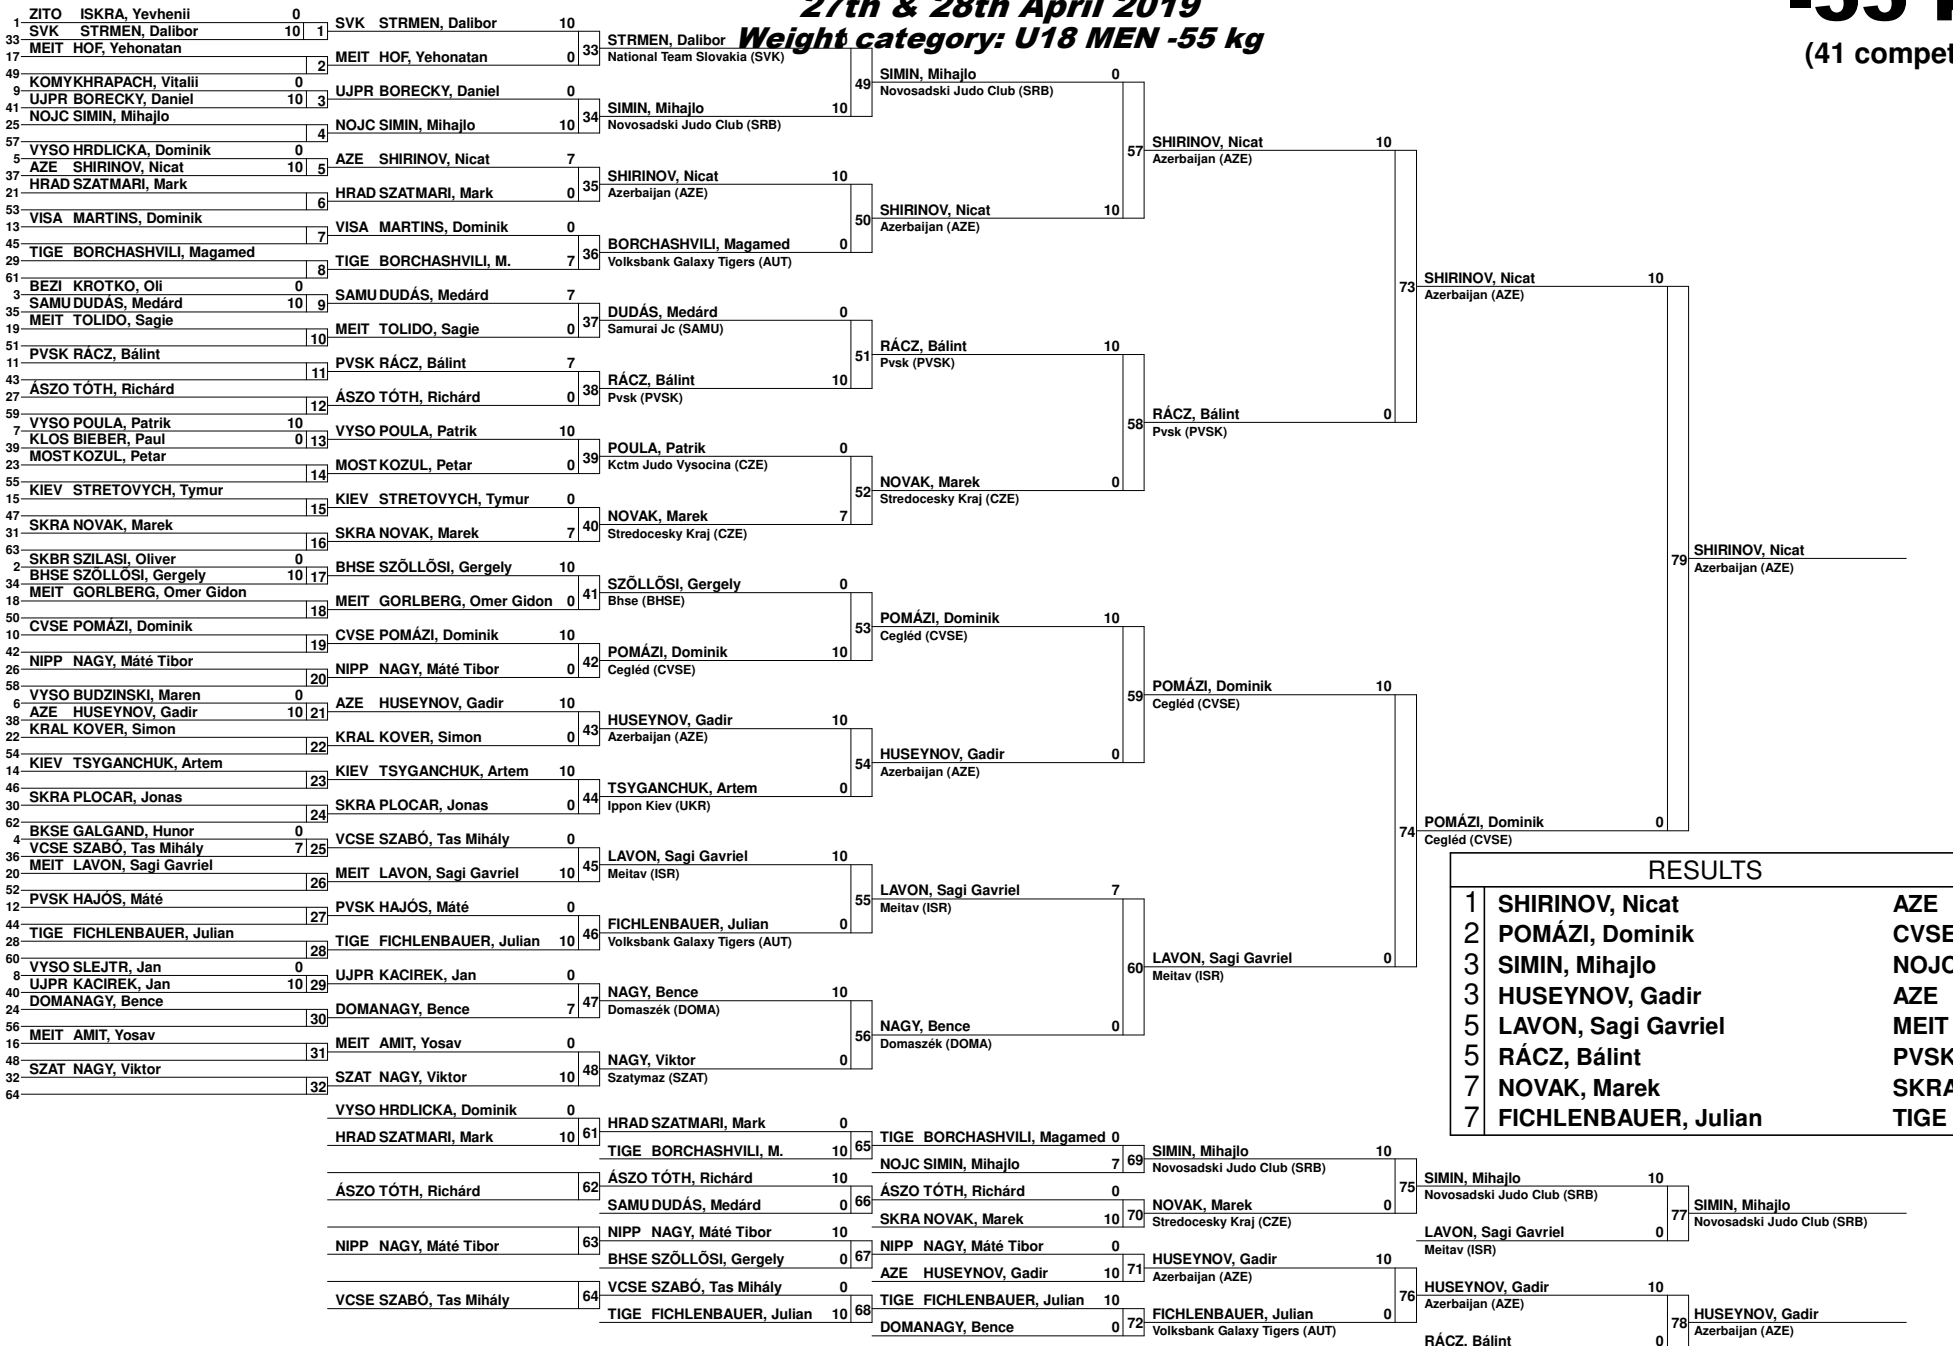 27th & 28th April 2019
Weight category: U18 MEN -55 kg
-55 k
(41 compet
1 ZITO ISKRA, Yevhenii 0
33 SVK STRMEN, Dalibor 10 1
17 MEIT HOF, Yehonatan
49 2
9 KOMY KHRAPACH, Vitalii 0
41 UJPR BORECKY, Daniel 10 3
25 NOJC SIMIN, Mihajlo
57 4
5 VYSO HRDLICKA, Dominik 0
37 AZE SHIRINOV, Nicat 10 5
21 HRAD SZATMARI, Mark
53 6
13 VISA MARTINS, Dominik
45 7
29 TIGE BORCHASHVILI, Magamed
61 8
3 BEZI KROTKO, Oli 0
35 SAMU DUDÁS, Medárd 10 9
19 MEIT TOLIDO, Sagie
51 10
11 PVSK RÁCZ, Bálint
43 11
27 ÁSZO TÓTH, Richárd
59 12
7 VYSO POULA, Patrik 10
39 KLOS BIEBER, Paul 0 13
23 MOST KOZUL, Petar
55 14
15 KIEV STRETOVYCH, Tymur
47 15
31 SKRA NOVAK, Marek
63 16
2 SKBR SZILASI, Oliver 0
34 BHSE SZÕLLÕSI, Gergely 10 17
18 MEIT GORLBERG, Omer Gidon
50 18
10 CVSE POMÁZI, Dominik
42 19
26 NIPP NAGY, Máté Tibor
58 20
6 VYSO BUDZINSKI, Maren 0
38 AZE HUSEYNOV, Gadir 10 21
22 KRAL KOVER, Simon
54 22
14 KIEV TSYGANCHUK, Artem
46 23
30 SKRA PLOCAR, Jonas
62 24
4 BKSE GALGAND, Hunor 0
36 VCSE SZABÓ, Tas Mihály 7 25
20 MEIT LAVON, Sagi Gavriel
52 26
12 PVSK HAJÓS, Máté
44 27
28 TIGE FICHLENBAUER, Julian
60 28
8 VYSO SLEJTR, Jan 0
40 UJPR KACIREK, Jan 10 29
24 DOMA NAGY, Bence
56 30
16 MEIT AMIT, Yosav
48 31
32 SZAT NAGY, Viktor
64 32
SVK STRMEN, Dalibor 10
MEIT HOF, Yehonatan 0 33
UJPR BORECKY, Daniel 0
NOJC SIMIN, Mihajlo 10 34
AZE SHIRINOV, Nicat 7
HRAD SZATMARI, Mark 0 35
VISA MARTINS, Dominik 0
TIGE BORCHASHVILI, M. 7 36
SAMU DUDÁS, Medárd 7
MEIT TOLIDO, Sagie 0 37
PVSK RÁCZ, Bálint 7
ÁSZO TÓTH, Richárd 0 38
VYSO POULA, Patrik 10
MOST KOZUL, Petar 0 39
KIEV STRETOVYCH, Tymur 0
SKRA NOVAK, Marek 7 40
BHSE SZÕLLÕSI, Gergely 10
MEIT GORLBERG, Omer Gidon 0 41
CVSE POMÁZI, Dominik 10
NIPP NAGY, Máté Tibor 0 42
AZE HUSEYNOV, Gadir 10
KRAL KOVER, Simon 0 43
KIEV TSYGANCHUK, Artem 10
SKRA PLOCAR, Jonas 0 44
VCSE SZABÓ, Tas Mihály 0
MEIT LAVON, Sagi Gavriel 10 45
PVSK HAJÓS, Máté 0
TIGE FICHLENBAUER, Julian 10 46
UJPR KACIREK, Jan 0
DOMA NAGY, Bence 7 47
MEIT AMIT, Yosav 0
SZAT NAGY, Viktor 10 48
STRMEN, Dalibor 0
National Team Slovakia (SVK)
49
SIMIN, Mihajlo 10
Novosadski Judo Club (SRB)
SHIRINOV, Nicat 10
Azerbaijan (AZE)
50
BORCHASHVILI, Magamed 0
Volksbank Galaxy Tigers (AUT)
DUDÁS, Medárd 0
Samurai Jc (SAMU)
51
RÁCZ, Bálint 10
Pvsk (PVSK)
POULA, Patrik 0
Kctm Judo Vysocina (CZE)
52
NOVAK, Marek 7
Stredocesky Kraj (CZE)
SZÕLLÕSI, Gergely 0
Bhse (BHSE)
53
POMÁZI, Dominik 10
Cegléd (CVSE)
HUSEYNOV, Gadir 10
Azerbaijan (AZE)
54
TSYGANCHUK, Artem 0
Ippon Kiev (UKR)
LAVON, Sagi Gavriel 10
Meitav (ISR)
55
FICHLENBAUER, Julian 0
Volksbank Galaxy Tigers (AUT)
NAGY, Bence 10
Domaszék (DOMA)
56
NAGY, Viktor 0
Szatymaz (SZAT)
SIMIN, Mihajlo 0
Novosadski Judo Club (SRB)
57
SHIRINOV, Nicat 10
Azerbaijan (AZE)
RÁCZ, Bálint 10
Pvsk (PVSK)
58
NOVAK, Marek 0
Stredocesky Kraj (CZE)
POMÁZI, Dominik 10
Cegléd (CVSE)
59
HUSEYNOV, Gadir 0
Azerbaijan (AZE)
LAVON, Sagi Gavriel 7
Meitav (ISR)
60
NAGY, Bence 0
Domaszék (DOMA)
SHIRINOV, Nicat 10
Azerbaijan (AZE)
73
RÁCZ, Bálint 0
Pvsk (PVSK)
POMÁZI, Dominik 10
Cegléd (CVSE)
74
LAVON, Sagi Gavriel 0
Meitav (ISR)
SHIRINOV, Nicat 10
Azerbaijan (AZE)
79
POMÁZI, Dominik 0
Cegléd (CVSE)
SHIRINOV, Nicat
Azerbaijan (AZE)
RESULTS
1 SHIRINOV, Nicat AZE
2 POMÁZI, Dominik CVSE
3 SIMIN, Mihajlo NOJC
3 HUSEYNOV, Gadir AZE
5 LAVON, Sagi Gavriel MEIT
5 RÁCZ, Bálint PVSK
7 NOVAK, Marek SKRA
7 FICHLENBAUER, Julian TIGE
VYSO HRDLICKA, Dominik 0
HRAD SZATMARI, Mark 10 61
ÁSZO TÓTH, Richárd 62
NIPP NAGY, Máté Tibor 63
VCSE SZABÓ, Tas Mihály 64
HRAD SZATMARI, Mark 0
TIGE BORCHASHVILI, M. 10 65
ÁSZO TÓTH, Richárd 10
SAMU DUDÁS, Medárd 0 66
NIPP NAGY, Máté Tibor 10
BHSE SZÕLLÕSI, Gergely 0 67
VCSE SZABÓ, Tas Mihály 0
TIGE FICHLENBAUER, Julian 10 68
TIGE BORCHASHVILI, Magamed 0
NOJC SIMIN, Mihajlo 7 69
ÁSZO TÓTH, Richárd 0
SKRA NOVAK, Marek 10 70
NIPP NAGY, Máté Tibor 0
AZE HUSEYNOV, Gadir 10 71
TIGE FICHLENBAUER, Julian 10
DOMA NAGY, Bence 0 72
SIMIN, Mihajlo 10
Novosadski Judo Club (SRB)
75
NOVAK, Marek 0
Stredocesky Kraj (CZE)
HUSEYNOV, Gadir 10
Azerbaijan (AZE)
76
FICHLENBAUER, Julian 0
Volksbank Galaxy Tigers (AUT)
SIMIN, Mihajlo 10
Novosadski Judo Club (SRB)
77
LAVON, Sagi Gavriel 0
Meitav (ISR)
HUSEYNOV, Gadir 10
Azerbaijan (AZE)
78
RÁCZ, Bálint 0
SIMIN, Mihajlo
Novosadski Judo Club (SRB)
HUSEYNOV, Gadir
Azerbaijan (AZE)